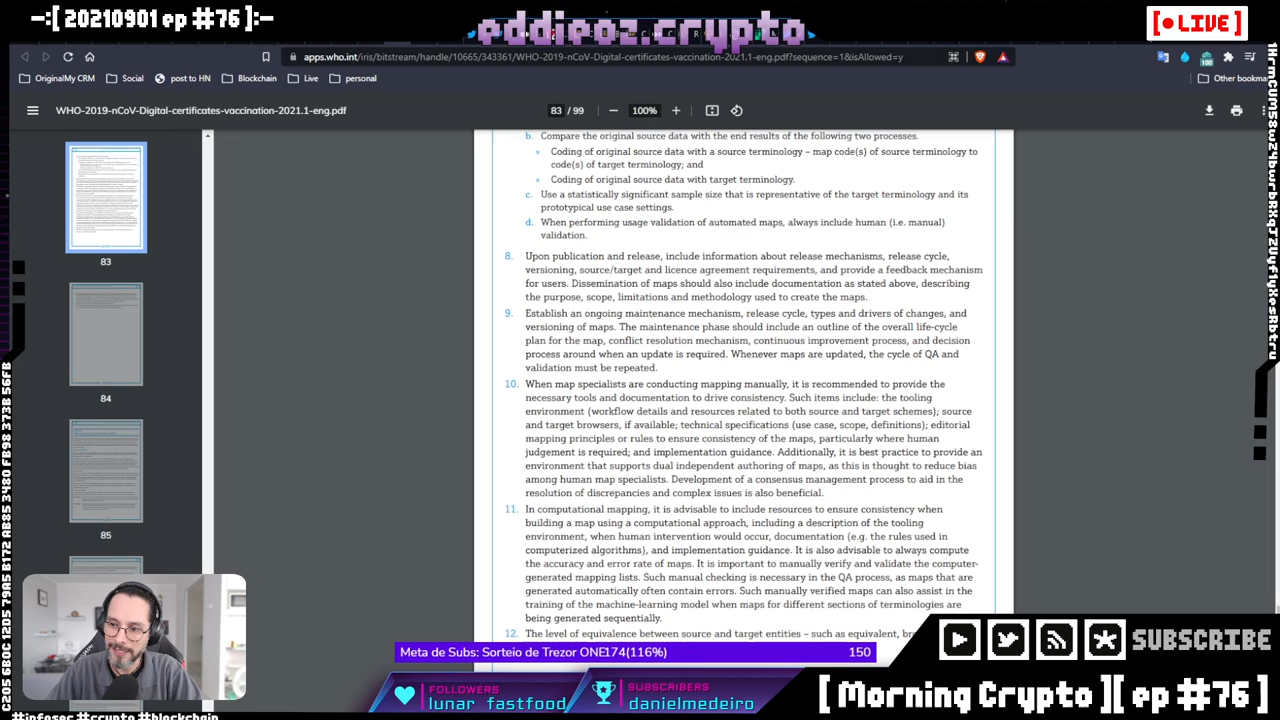 -:[ 20210901 ep #76 ]:-
eddieoz_crypto
[● LIVE]
apps.who.int/iris/bitstream/handle/10665/343361/WHO-2019-nCoV-Digital-certificates-vaccination-2021.1-eng.pdf?sequence=1&isAllowed=y
100
OriginalMy CRM
Social
post to HN
Blockchain
Live
personal
Other bookma
WHO-2019-nCoV-Digital-certificates-vaccination-2021.1-eng.pdf
83 / 99
100%
b. Compare the original source data with the end results of the following two processes.
» Coding of original source data with a source terminology – map code(s) of source terminology to
code(s) of target terminology; and
» Coding of original source data with target terminology.
c. Use a statistically significant sample size that is representative of the target terminology and its
prototypical use case settings.
d. When performing usage validation of automated maps, always include human (i.e. manual)
validation.
8. Upon publication and release, include information about release mechanisms, release cycle,
versioning, source/target and licence agreement requirements, and provide a feedback mechanism
for users. Dissemination of maps should also include documentation as stated above, describing
the purpose, scope, limitations and methodology used to create the maps.
9. Establish an ongoing maintenance mechanism, release cycle, types and drivers of changes, and
versioning of maps. The maintenance phase should include an outline of the overall life-cycle
plan for the map, conflict resolution mechanism, continuous improvement process, and decision
process around when an update is required. Whenever maps are updated, the cycle of QA and
validation must be repeated.
10. When map specialists are conducting mapping manually, it is recommended to provide the
necessary tools and documentation to drive consistency. Such items include: the tooling
environment (workflow details and resources related to both source and target schemes); source
and target browsers, if available; technical specifications (use case, scope, definitions); editorial
mapping principles or rules to ensure consistency of the maps, particularly where human
judgement is required; and implementation guidance. Additionally, it is best practice to provide an
environment that supports dual independent authoring of maps, as this is thought to reduce bias
among human map specialists. Development of a consensus management process to aid in the
resolution of discrepancies and complex issues is also beneficial.
11. In computational mapping, it is advisable to include resources to ensure consistency when
building a map using a computational approach, including a description of the tooling
environment, when human intervention would occur, documentation (e.g. the rules used in
computerized algorithms), and implementation guidance. It is also advisable to always compute
the accuracy and error rate of maps. It is important to manually verify and validate the computer-
generated mapping lists. Such manual checking is necessary in the QA process, as maps that are
generated automatically often contain errors. Such manually verified maps can also assist in the
training of the machine-learning model when maps for different sections of terminologies are
being generated sequentially.
12. The level of equivalence between source and target entities – such as equivalent,
83
84
85
Meta de Subs: Sorteio de Trezor ONE174(116%)
150
SUBSCRIBE
FOLLOWERS
lunar_fastfood
SUBSCRIBERS
danielmedeiro
[ Morning Crypto ][ ep #76 ]
#infosec #crypto #blockchain